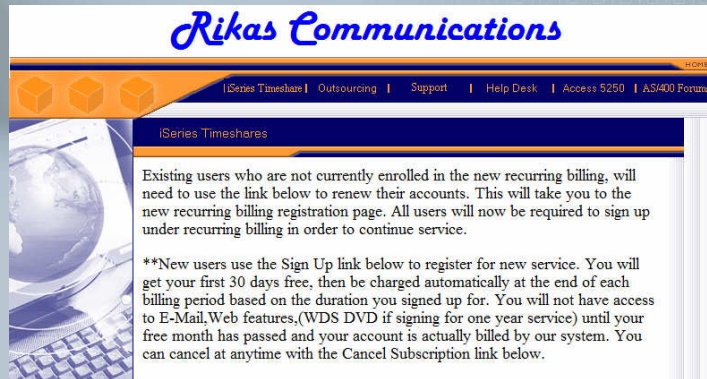 Rikas Communications
HOME
|iSeries Timeshare| Outsourcing | Support | Help Desk | Access 5250 | AS/400 Forum
iSeries Timeshares
Existing users who are not currently enrolled in the new recurring billing, will
need to use the link below to renew their accounts. This will take you to the
new recurring billing registration page. All users will now be required to sign up
under recurring billing in order to continue service.
**New users use the Sign Up link below to register for new service. You will
get your first 30 days free, then be charged automatically at the end of each
billing period based on the duration you signed up for. You will not have access
to E-Mail,Web features,(WDS DVD if signing for one year service) until your
free month has passed and your account is actually billed by our system. You
can cancel at anytime with the Cancel Subscription link below.